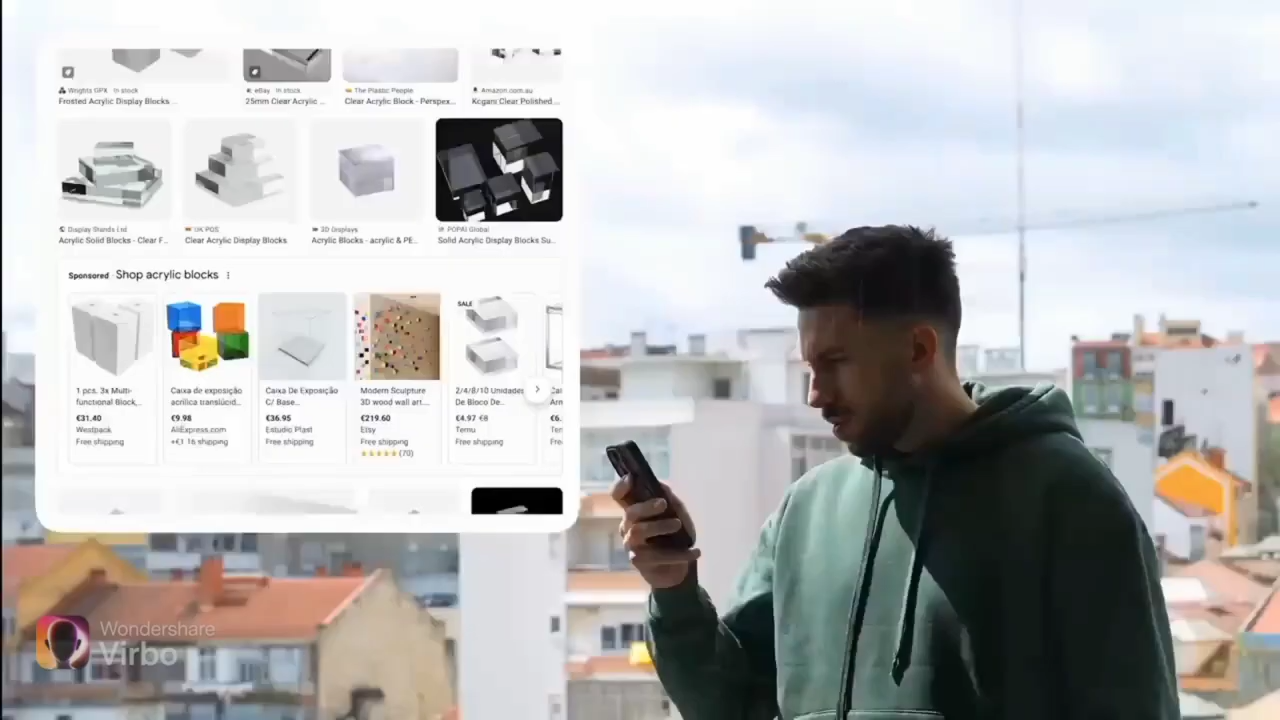 Wrights GPX In stock
eBay In stock
The Plastic People
Amazon.com.au
Frosted Acrylic Display Blocks ...
25mm Clear Acrylic ...
Clear Acrylic Block - Perspex...
Kcgani Clear Polished...
Display Stands Ltd
UK POS
3D Displays
POPAI Global
Acrylic Solid Blocks - Clear F...
Clear Acrylic Display Blocks
Acrylic Blocks - acrylic & PE...
Solid Acrylic Display Blocks Su...
Sponsored Shop acrylic blocks
SALE
1 pcs. 3x Multi-
functional Block,...
€31.40
Westpack
Free shipping
Caixa de exposição
acrílica translúcid...
€9.98
AliExpress.com
+€1.16 shipping
Caixa De Exposição
C/ Base...
€36.95
Estudio Plast
Free shipping
Modern Sculpture
3D wood wall art...
€219.60
Etsy
Free shipping
(70)
2/4/8/10 Unidades
De Bloco De...
€4.97 €8
Temu
Free shipping
Wondershare
Virbo